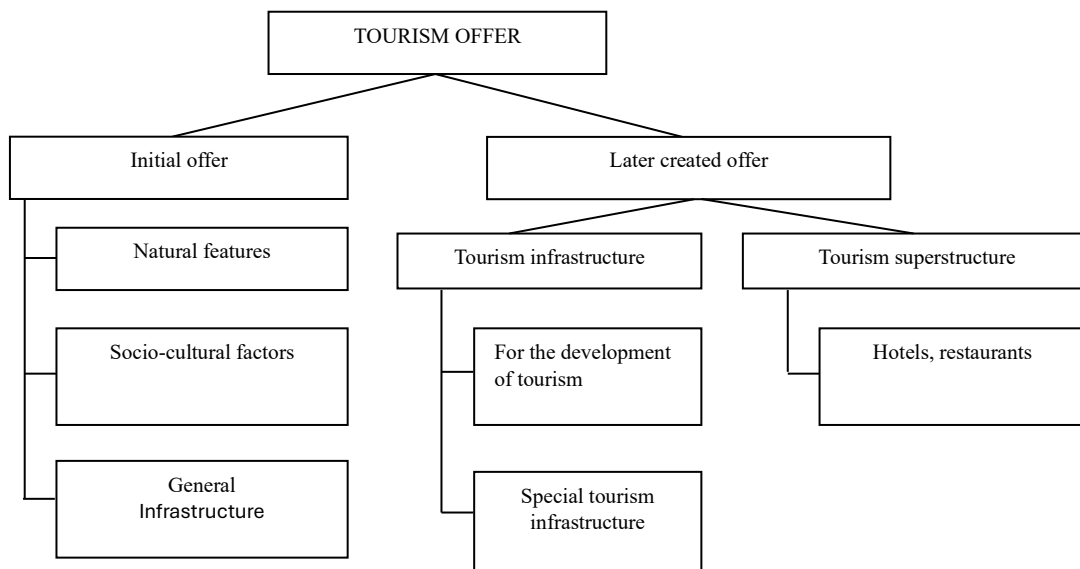 TOURISM OFFER
Initial offer
Later created offer
Natural features
Tourism infrastructure
Tourism superstructure
Socio-cultural factors
For the development
of tourism
Hotels, restaurants
General
Infrastructure
Special tourism
infrastructure